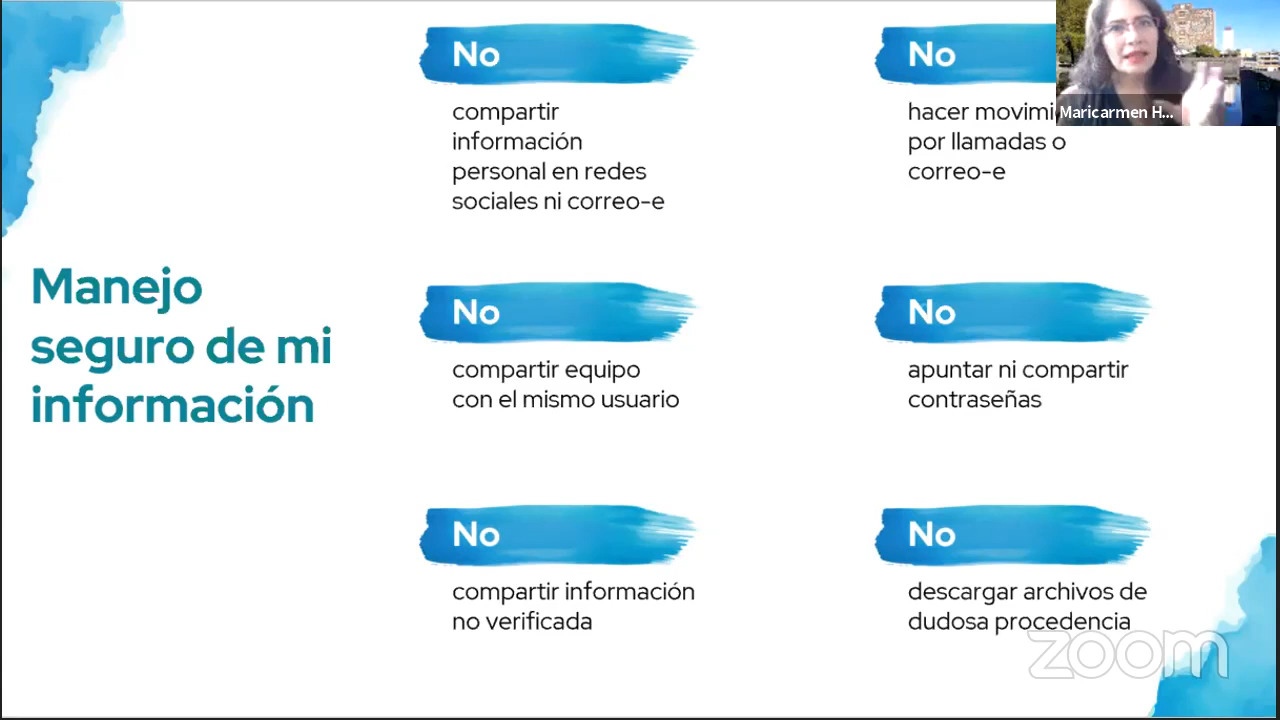 Manejo
seguro de mi
información
No
compartir
información
personal en redes
sociales ni correo-e
No
hacer
por llamadas o
correo-e
No
compartir equipo
con el mismo usuario
No
apuntar ni compartir
contraseñas
No
compartir información
no verificada
No
descargar archivos de
dudosa procedencia
Maricarmen H...
zoom